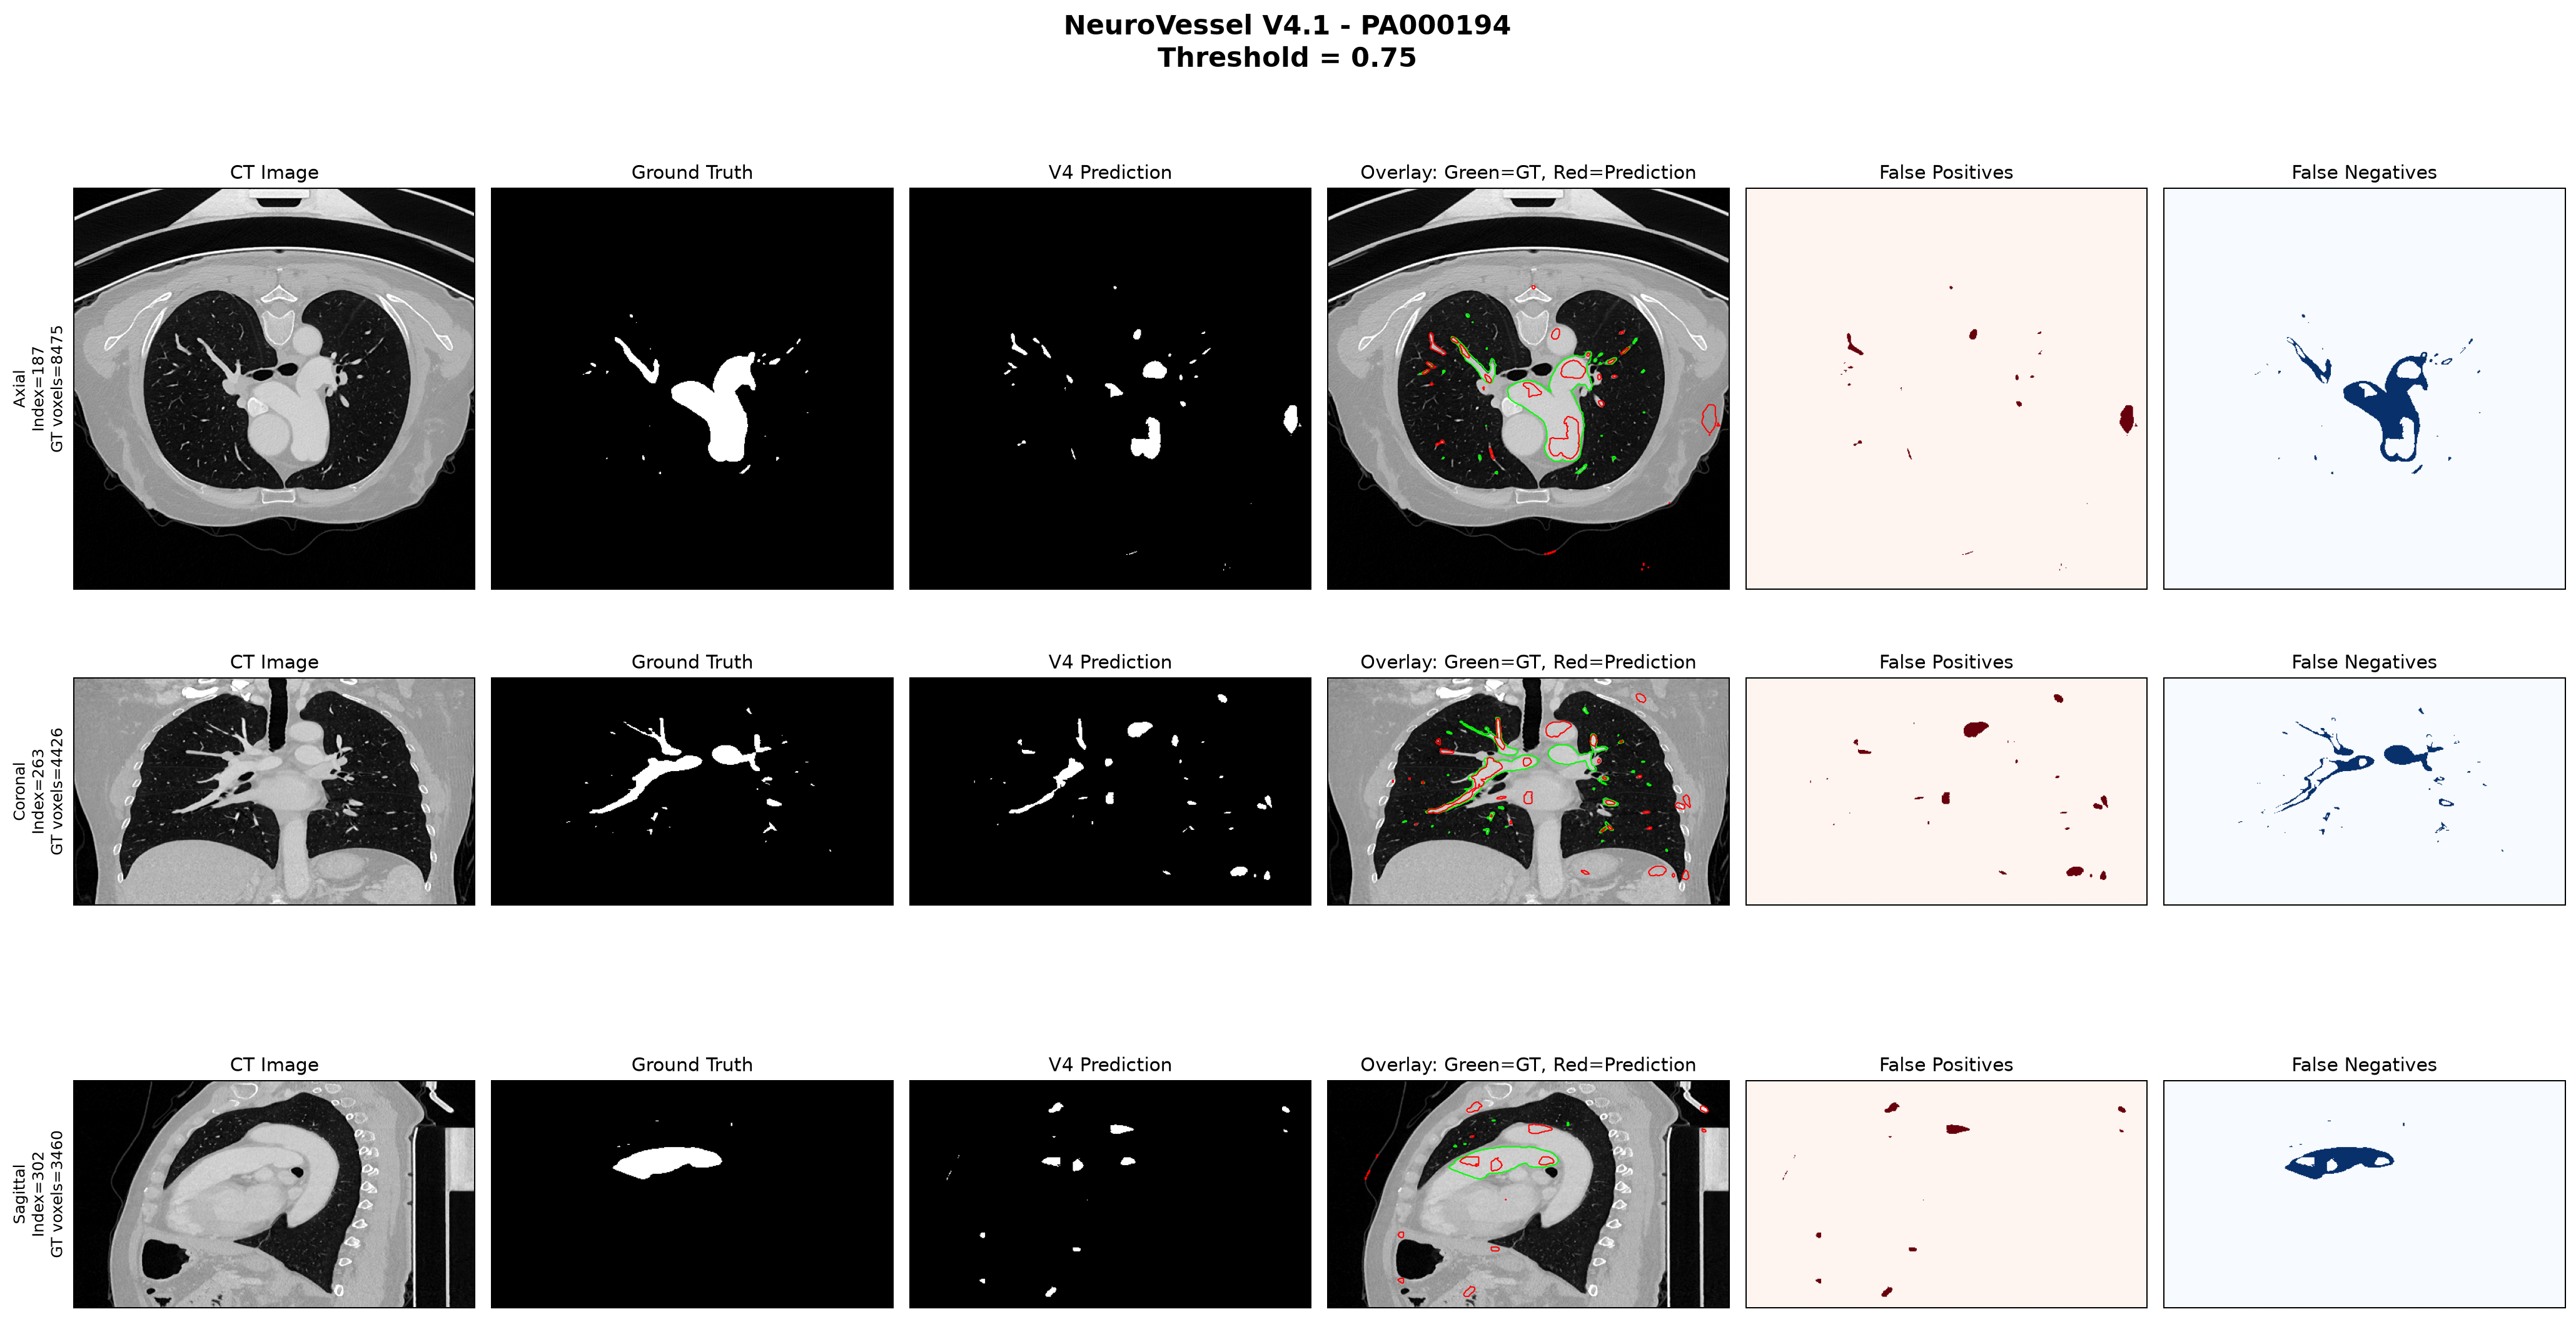 NeuroVessel V4.1 - PA000194
Threshold = 0.75
CT Image
Ground Truth
V4 Prediction
Overlay: Green=GT, Red=Prediction
False Positives
False Negatives
Axial
Index=187
GT voxels=8475
CT Image
Ground Truth
V4 Prediction
Overlay: Green=GT, Red=Prediction
False Positives
False Negatives
Coronal
Index=263
GT voxels=4426
CT Image
Ground Truth
V4 Prediction
Overlay: Green=GT, Red=Prediction
False Positives
False Negatives
Sagittal
Index=302
GT voxels=3460